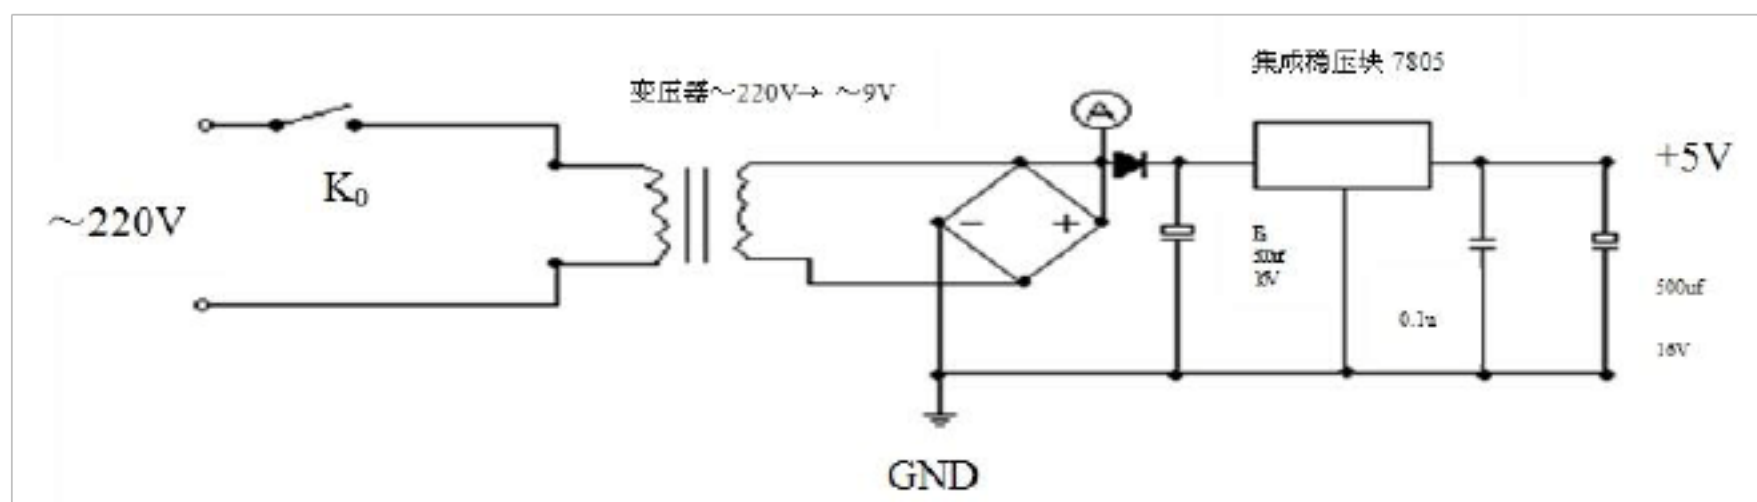 集成稳压块 7805
变压器～220V→ ～9V
A
+5V
K₀
～220V
− +
500uf
0.1u
16V
GND